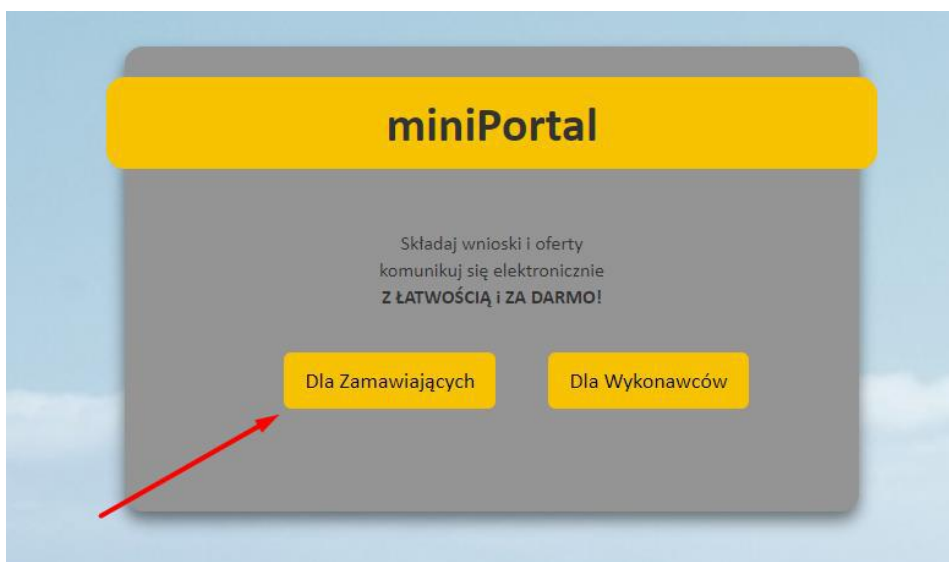 miniPortal
Składaj wnioski i oferty
komunikuj się elektronicznie
Z ŁATWOŚCIĄ i ZA DARMO!
Dla Zamawiających
Dla Wykonawców